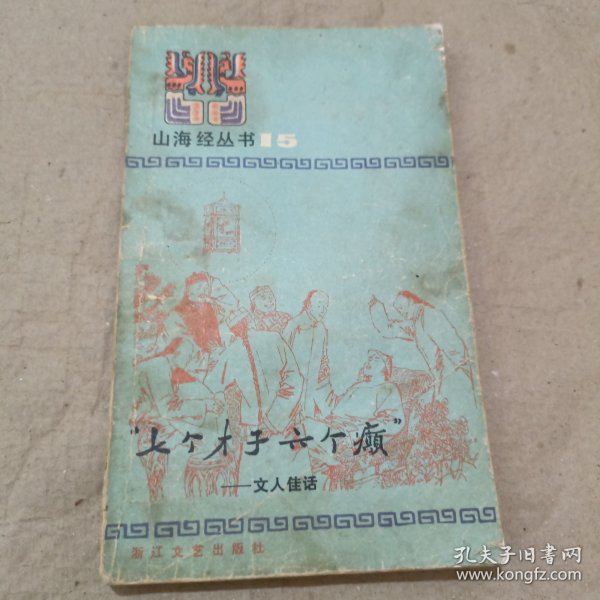 山海经丛书15
“七个才子六个癫”
——文人佳话
浙江文艺出版社
孔夫子旧书网
www.kongfz.com